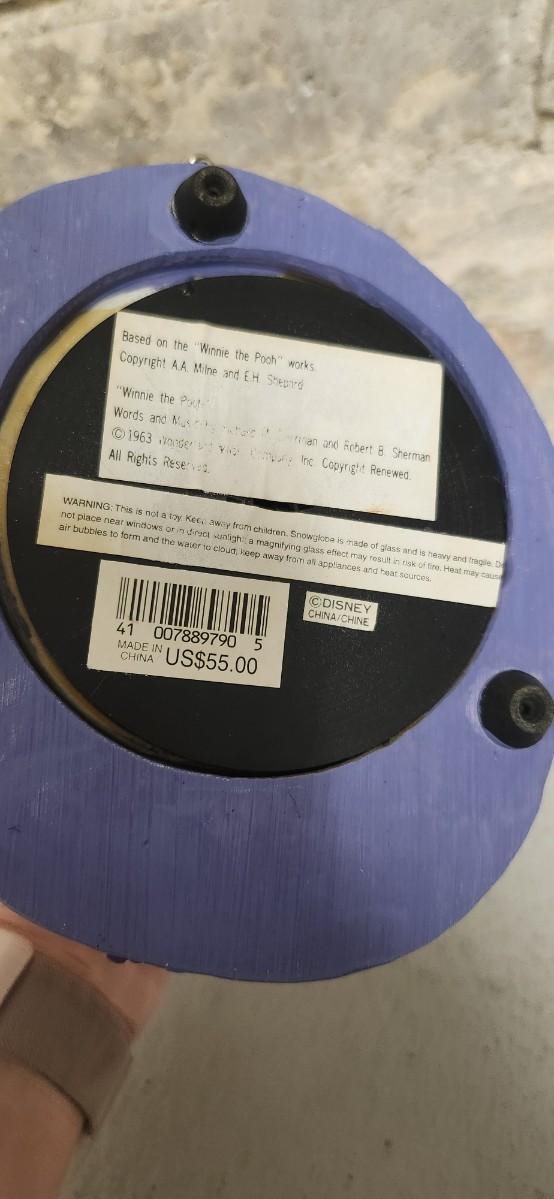 Based on the "Winnie the Pooh" works.
Copyright A.A. Milne and E.H. Shepard
"Winnie the Pooh"
Words and Music by Richard M. Sherman and Robert B. Sherman
©1963 Wonderland Music Company, Inc. Copyright Renewed.
All Rights Reserved.
WARNING: This is not a toy. Keep away from children. Snowglobe is made of glass and is heavy and fragile. Do
not place near windows or in direct sunlight: a magnifying glass effect may result in risk of fire. Heat may cause
air bubbles to form and the water to cloud, keep away from all appliances and heat sources.
41 007889790 5
MADE IN
CHINA US$55.00
©DISNEY
CHINA/CHINE